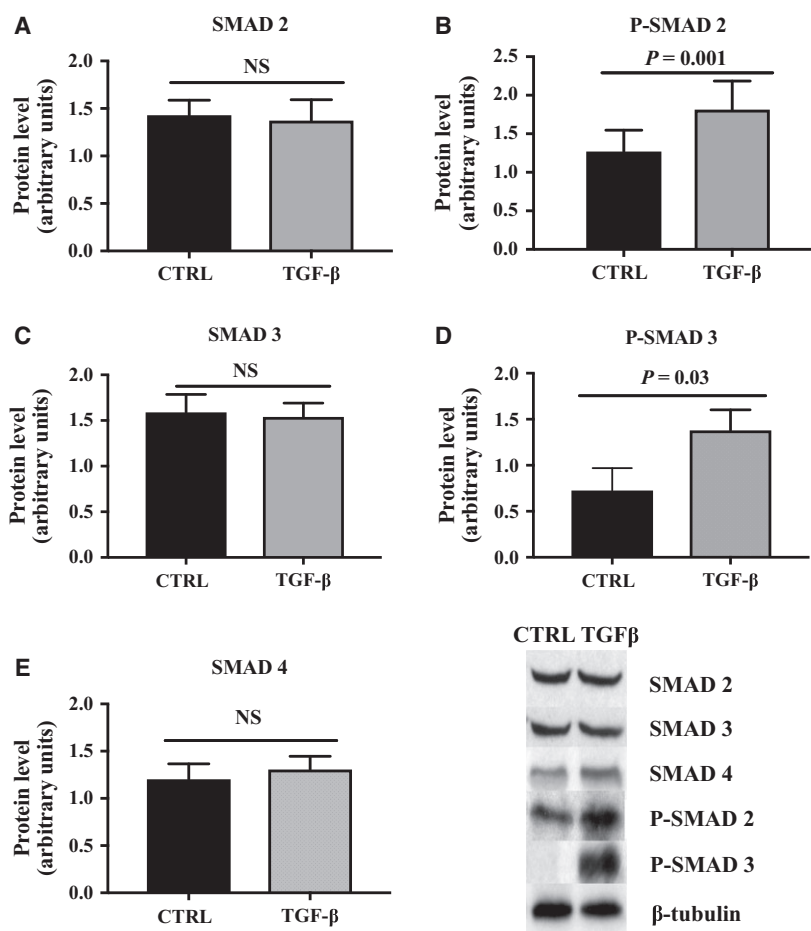 A
SMAD 2
Protein level
(arbitrary units)
2.0
1.5
1.0
0.5
0.0
NS
CTRL
TGF-β
B
P-SMAD 2
Protein level
(arbitrary units)
2.5
2.0
1.5
1.0
0.5
0.0
P = 0.001
CTRL
TGF-β
C
SMAD 3
Protein level
(arbitrary units)
2.0
1.5
1.0
0.5
0.0
NS
CTRL
TGF-β
D
P-SMAD 3
Protein level
(arbitrary units)
2.0
1.5
1.0
0.5
0.0
P = 0.03
CTRL
TGF-β
E
SMAD 4
Protein level
(arbitrary units)
2.0
1.5
1.0
0.5
0.0
NS
CTRL
TGF-β
CTRL TGFβ
SMAD 2
SMAD 3
SMAD 4
P-SMAD 2
P-SMAD 3
β-tubulin